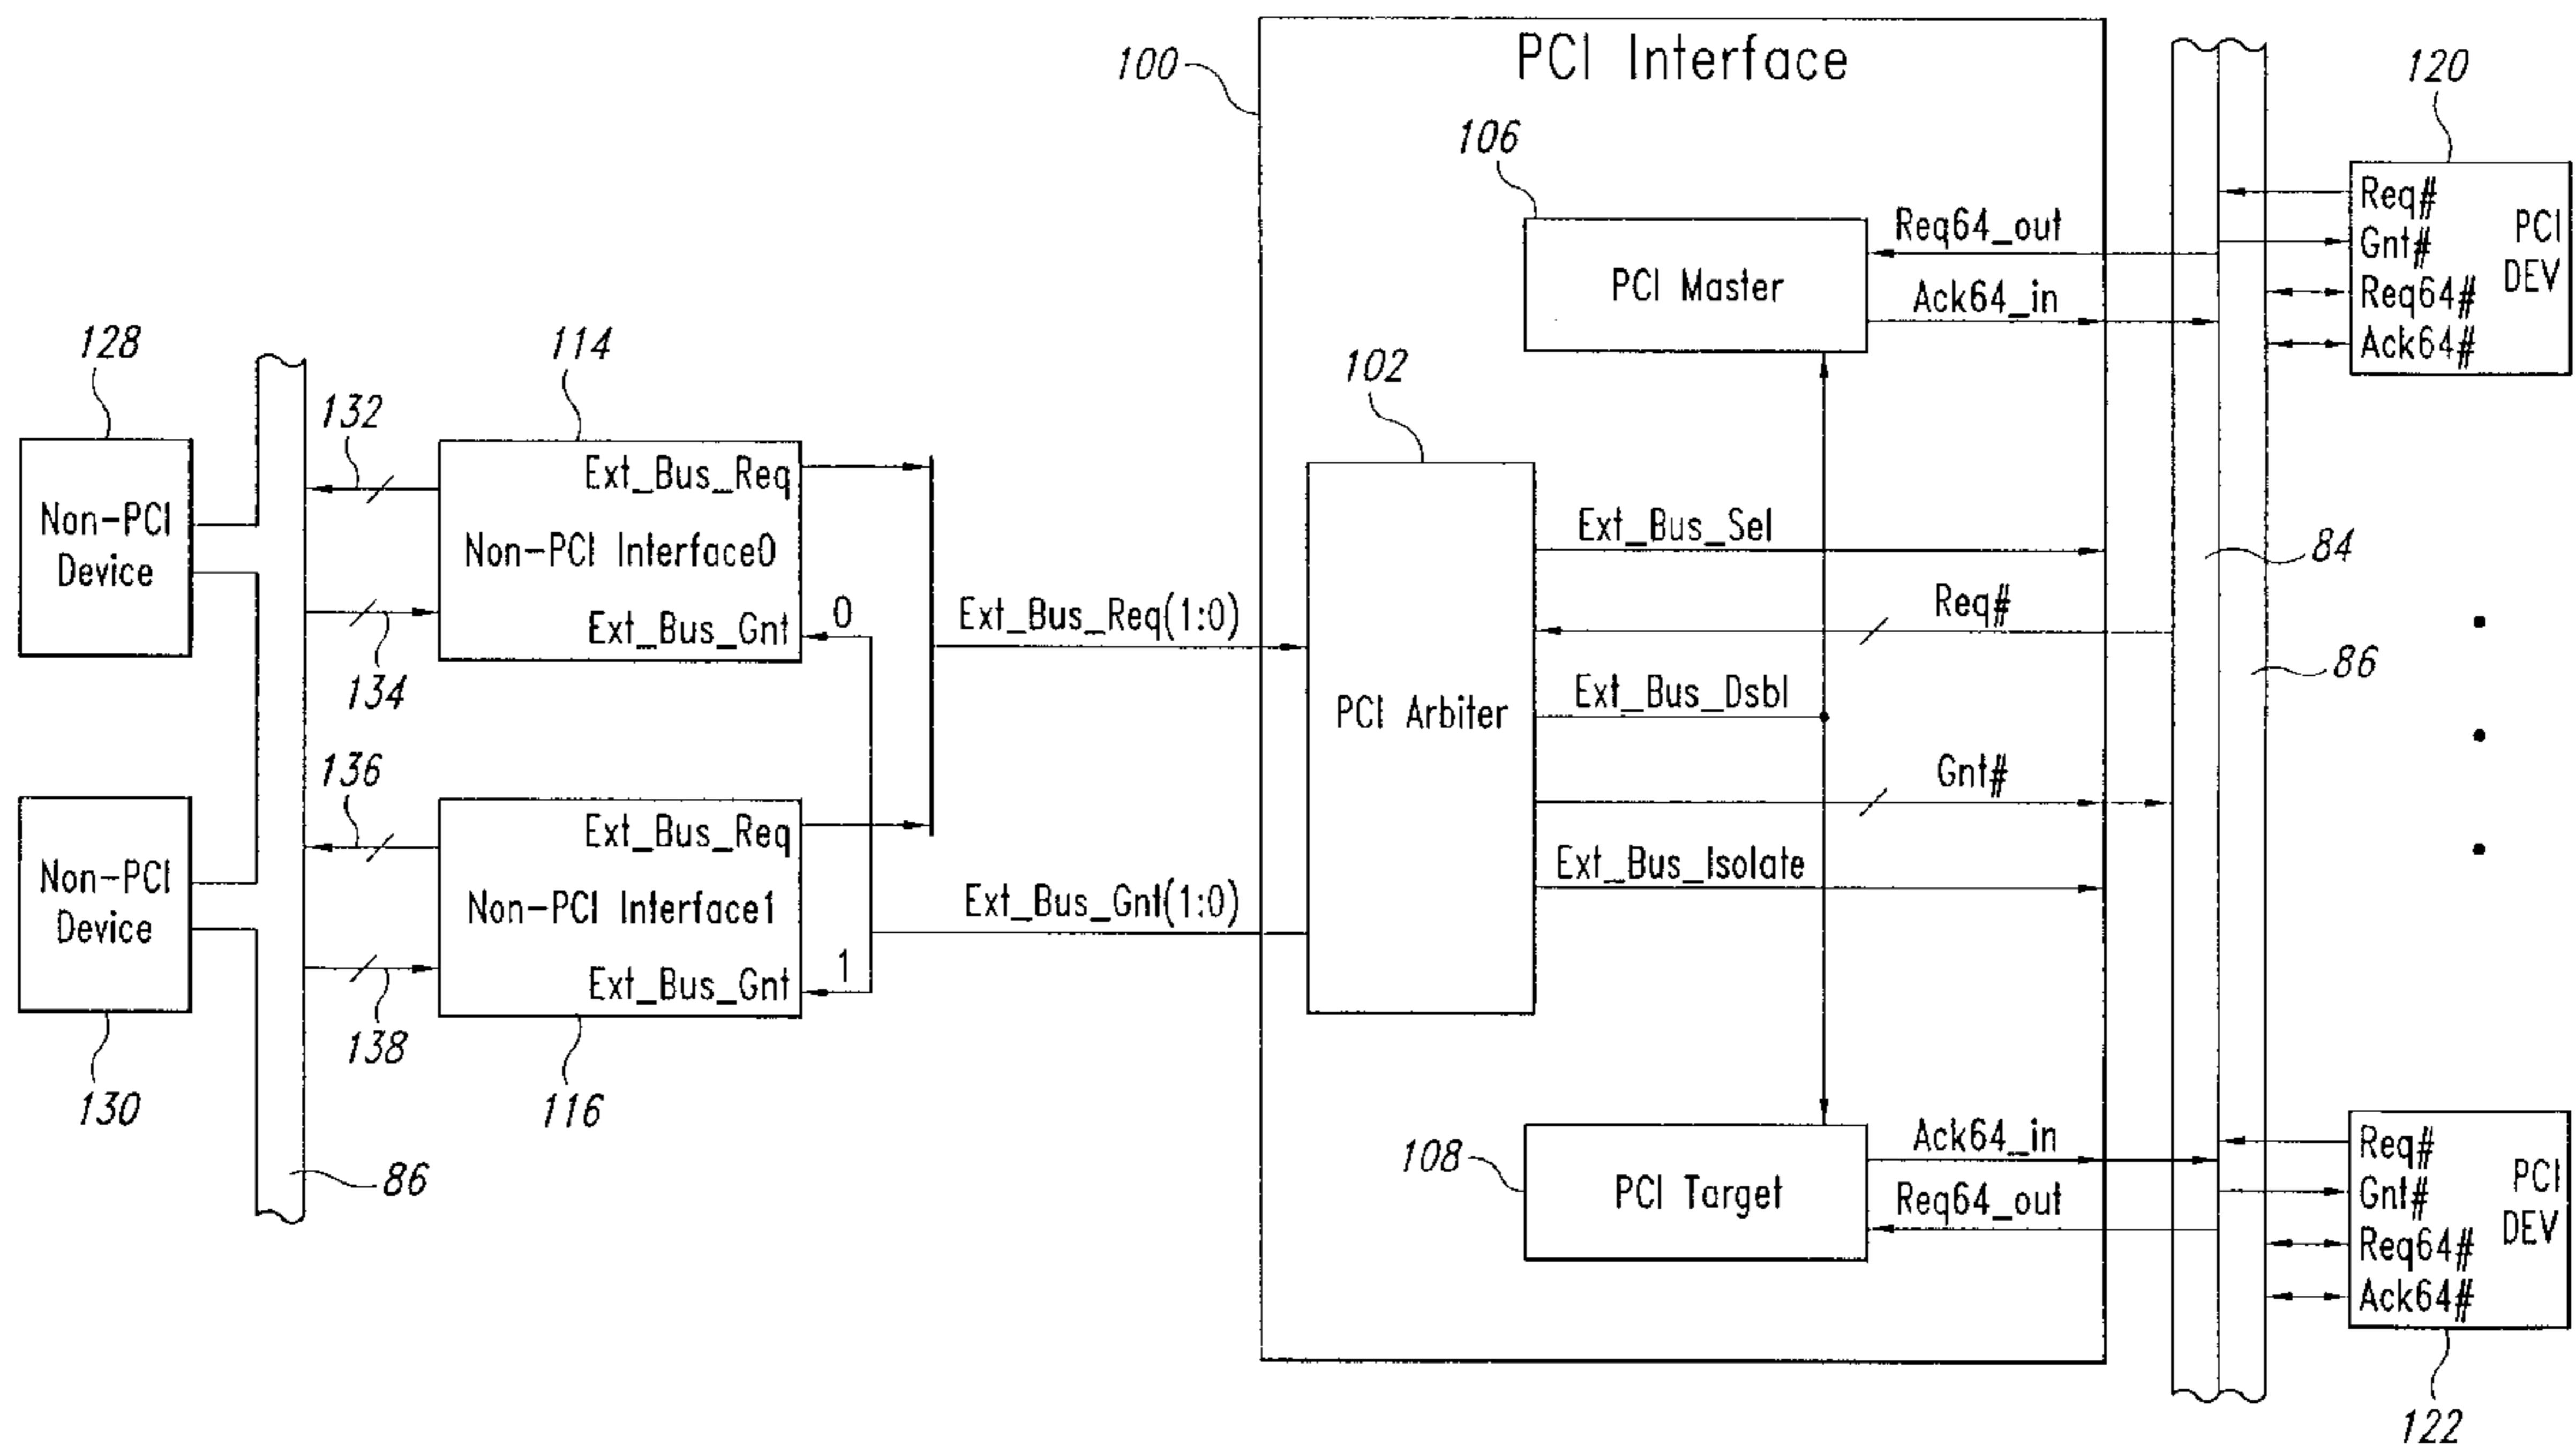 PCI Interface
100
106
Req64_out
PCI Master
Ack64_in
120
Req#
Gnt#
Req64#
Ack64#
PCI
DEV
128
Non-PCI
Device
132
134
114
Ext_Bus_Req
Non-PCI Interface0
Ext_Bus_Gnt
0
102
PCI Arbiter
Ext_Bus_Req(1:0)
Ext_Bus_Gnt(1:0)
Ext_Bus_Sel
Req#
Ext_Bus_Dsbl
Gnt#
Ext_Bus_Isolate
84
86
Non-PCI
Device
130
136
138
Ext_Bus_Req
Non-PCI Interface1
Ext_Bus_Gnt
1
116
86
108
PCI Target
Ack64_in
Req64_out
Req#
Gnt#
Req64#
Ack64#
PCI
DEV
122